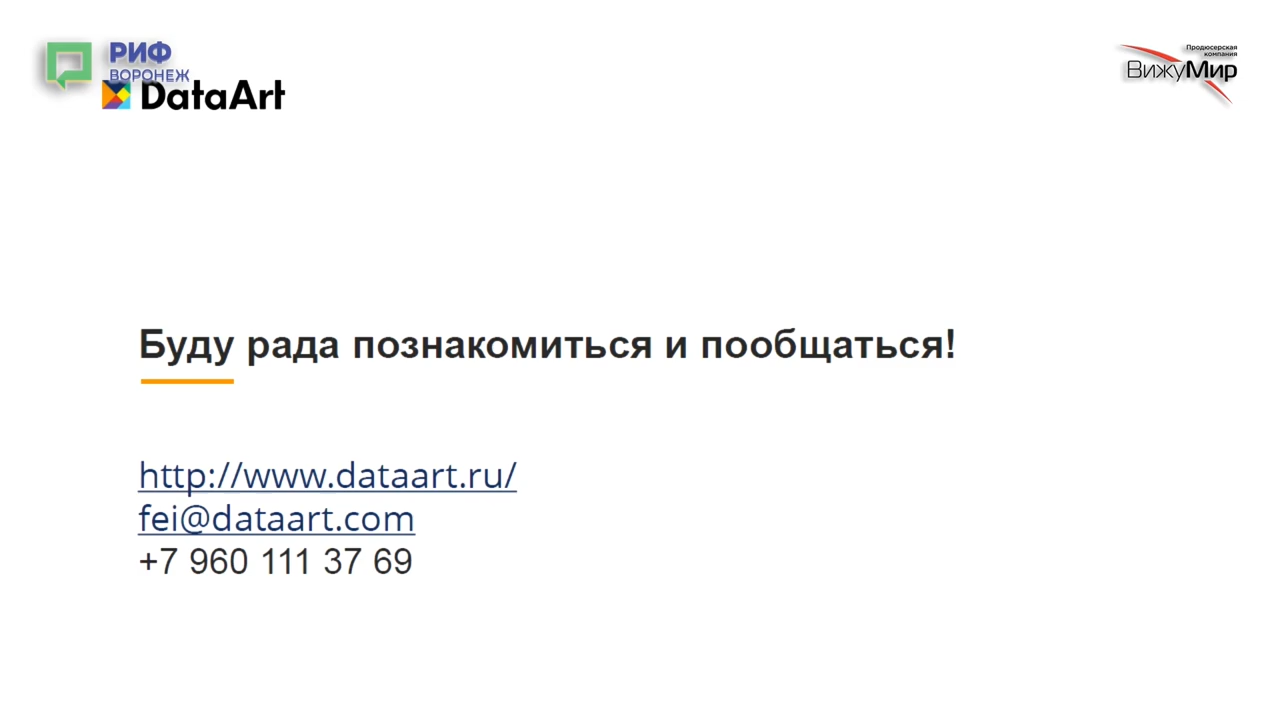 РИФ
ВОРОНЕЖ
DataArt
Продюсерская
компания
ВижуМир
Буду рада познакомиться и пообщаться!
http://www.dataart.ru/
fei@dataart.com
+7 960 111 37 69